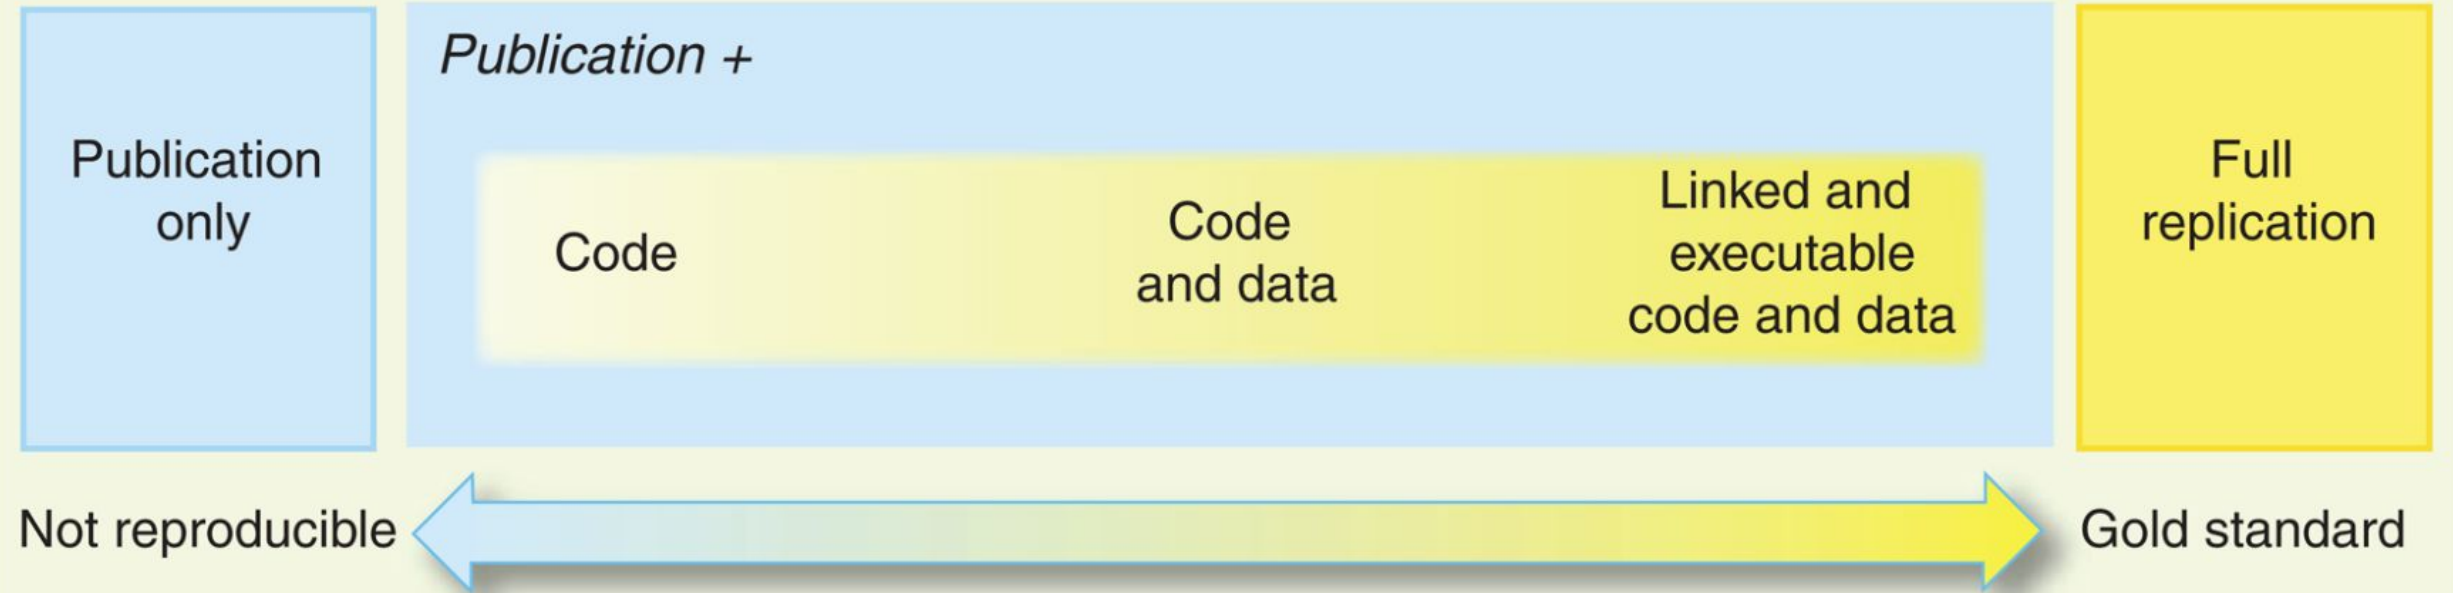 Publication +
Publication
only
Code
Code
and data
Linked and
executable
code and data
Full
replication
Not reproducible
Gold standard